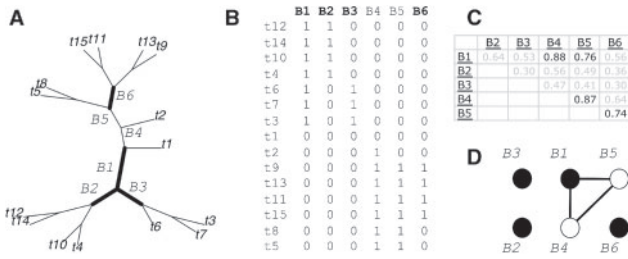 A
t15 t11
t13 t9
B6
t8
t5
B5
t2
B4
t1
B1
B2
B3
t12
t14
t10
t4
t6
t3
t7
B
B1 B2 B3 B4 B5 B6
t12 1 1 0 0 0 0
t14 1 1 0 0 0 0
t10 1 1 0 0 0 0
t4 1 1 0 0 0 0
t6 1 0 1 0 0 0
t7 1 0 1 0 0 0
t3 1 0 1 0 0 0
t1 0 0 0 0 0 0
t2 0 0 0 1 0 0
t9 0 0 0 1 1 1
t13 0 0 0 1 1 1
t11 0 0 0 1 1 1
t15 0 0 0 1 1 1
t8 0 0 0 1 1 0
t5 0 0 0 1 1 0
C
B2 B3 B4 B5 B6
B1 0.64 0.53 0.88 0.76 0.56
B2 0.30 0.56 0.49 0.36
B3 0.47 0.41 0.30
B4 0.87 0.64
B5 0.74
D
B3 B1 B5
B2 B4 B6